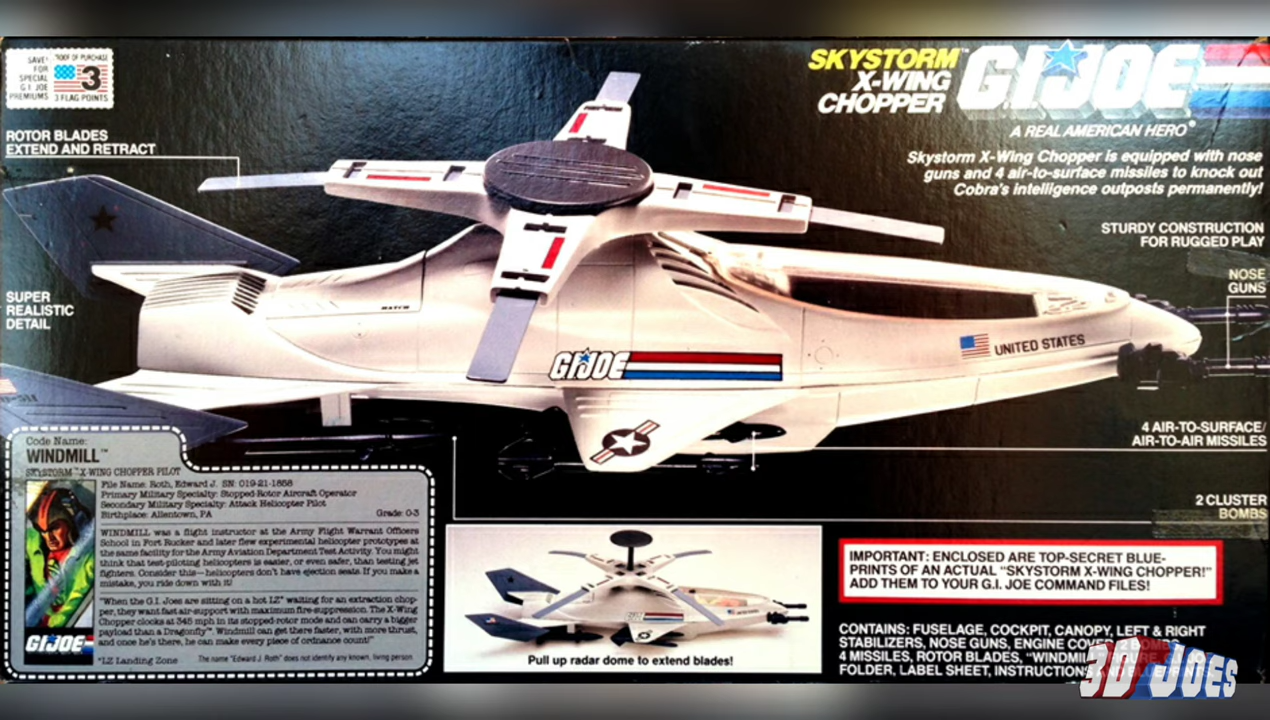 SAVE!
FOR
SPECIAL
G.I. JOE
PREMIUMS
PROOF OF PURCHASE
3
3 FLAG POINTS
SKYSTORM™
X-WING
CHOPPER
G.I. JOE
A REAL AMERICAN HERO®
ROTOR BLADES
EXTEND AND RETRACT
Skystorm X-Wing Chopper is equipped with nose
guns and 4 air-to-surface missiles to knock out
Cobra's intelligence outposts permanently!
STURDY CONSTRUCTION
FOR RUGGED PLAY
NOSE
GUNS
SUPER
REALISTIC
DETAIL
G.I. JOE
UNITED STATES
4 AIR-TO-SURFACE/
AIR-TO-AIR MISSILES
2 CLUSTER
BOMBS
Code Name:
WINDMILL™
SKYSTORM™ X-WING CHOPPER PILOT
File Name: Roth, Edward J. SN: 019-21-1858
Primary Military Specialty: Stopped-Rotor Aircraft Operator
Secondary Military Specialty: Attack Helicopter Pilot
Birthplace: Allentown, PA Grade: O-3
WINDMILL was a flight instructor at the Army Flight Warrant Officers
School in Fort Rucker and later flew experimental helicopter prototypes at
the same facility for the Army Aviation Department Test Activity. You might
think that test-piloting helicopters is easier, or even safer, than testing jet
fighters. Consider this—helicopters don't have ejection seats. If you make a
mistake, you ride down with it!
"When the G.I. Joes are sitting on a hot LZ* waiting for an extraction chop-
per, they want fast air-support with maximum fire-suppression. The X-Wing
Chopper clocks at 345 mph in its stopped-rotor mode and can carry a bigger
payload than a Dragonfly™. Windmill can get there faster, with more thrust,
and once he's there, he can make every piece of ordnance count!"
*LZ Landing Zone The name "Edward J. Roth" does not identify any known, living person
G.I. JOE
Pull up radar dome to extend blades!
IMPORTANT: ENCLOSED ARE TOP-SECRET BLUE-
PRINTS OF AN ACTUAL "SKYSTORM X-WING CHOPPER!"
ADD THEM TO YOUR G.I. JOE COMMAND FILES!
CONTAINS: FUSELAGE, COCKPIT, CANOPY, LEFT & RIGHT
STABILIZERS, NOSE GUNS, ENGINE COVER, 2 BOMBS,
4 MISSILES, ROTOR BLADES, "WINDMILL" FIGURE,
FOLDER, LABEL SHEET, INSTRUCTIONS AND BLUEPRINTS.
3D JOES